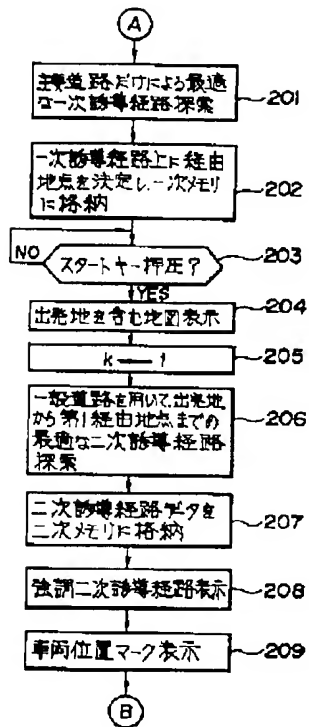 A
主要道路だけによる最適
な一次誘導経路探索
201
一次誘導経路上に経由
地点を決定し、一次メモリ
に格納
202
NO
スタートキー押圧?
203
YES
204
出発地を含む地図表示
k ← 1
205
一般道路を用いて、出発地
から第1経由地点までの
最適な二次誘導経路
探索
206
二次誘導経路データを
二次メモリに格納
207
強調二次誘導経路表示
208
車両位置マーク表示
209
B